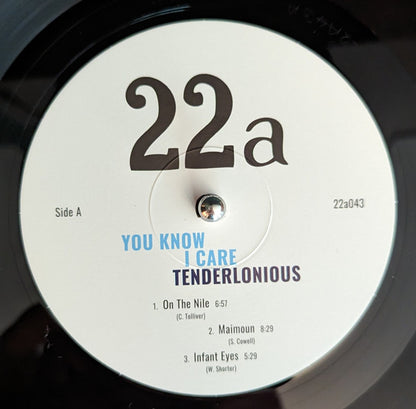 22a
Side A
22a043
YOU KNOW
I CARE
TENDERLONIOUS
1. On The Nile 6:57
(C. Tolliver)
2. Maimoun 8:29
(S. Cowell)
3. Infant Eyes 5:29
(W. Shorter)